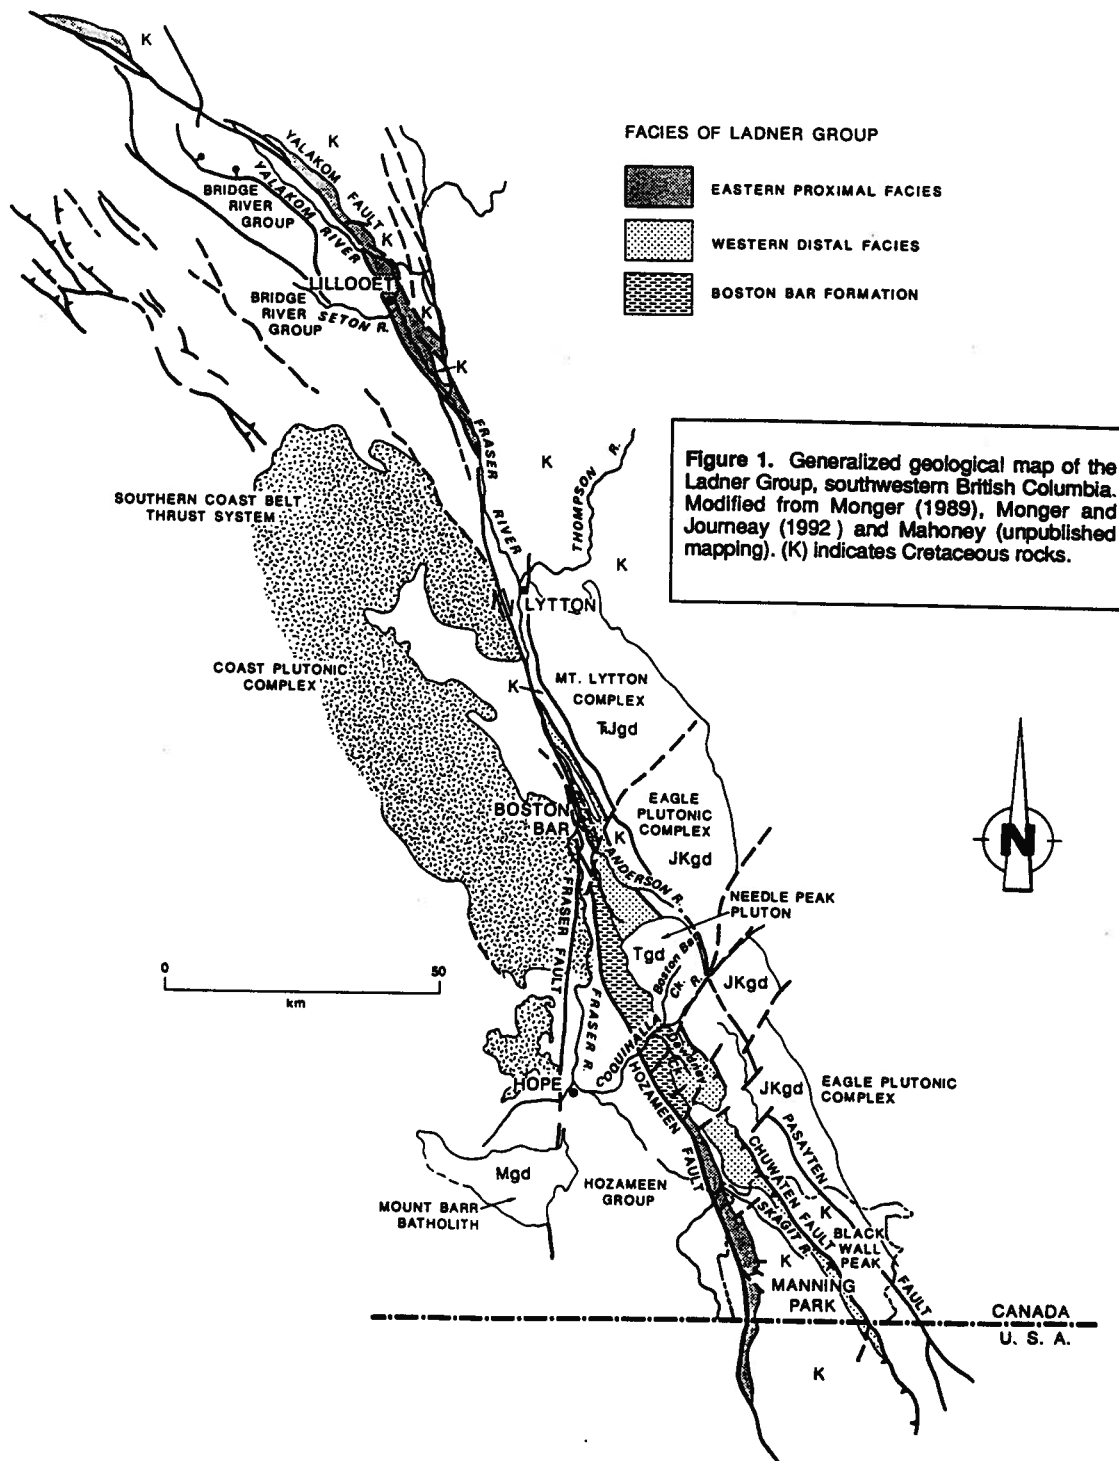 K
YALAKOM FAULT
K
FACIES OF LADNER GROUP
EASTERN PROXIMAL FACIES
WESTERN DISTAL FACIES
BOSTON BAR FORMATION
YALAKOM RIVER
BRIDGE
RIVER
GROUP
K
LILLOOET
BRIDGE
RIVER
GROUP
SETON R.
K
K
Figure 1. Generalized geological map of the
Ladner Group, southwestern British Columbia.
Modified from Monger (1989), Monger and
Journeay (1992 ) and Mahoney (unpublished
mapping). (K) indicates Cretaceous rocks.
FRASER RIVER
K
THOMPSON R.
K
SOUTHERN COAST BELT
THRUST SYSTEM
LYTTON
COAST PLUTONIC
COMPLEX
K
MT. LYTTON
COMPLEX
TRJgd
BOSTON
BAR
K
EAGLE
PLUTONIC
COMPLEX
JKgd
ANDERSON R.
N
NEEDLE PEAK
PLUTON
FRASER FAULT
Tgd
Boston Bar
Ck.
JKgd
0
50
km
FRASER R.
COQUIHALLA R.
Dewdney
Ck
HOPE
HOZAMEEN FAULT
JKgd
EAGLE PLUTONIC
COMPLEX
PASAYTEN FAULT
CHUWATEN FAULT
Mgd
MOUNT BARR
BATHOLITH
HOZAMEEN
GROUP
SKAGIT R.
K
BLACK
WALL
PEAK
K
MANNING
PARK
CANADA
U. S. A.
K